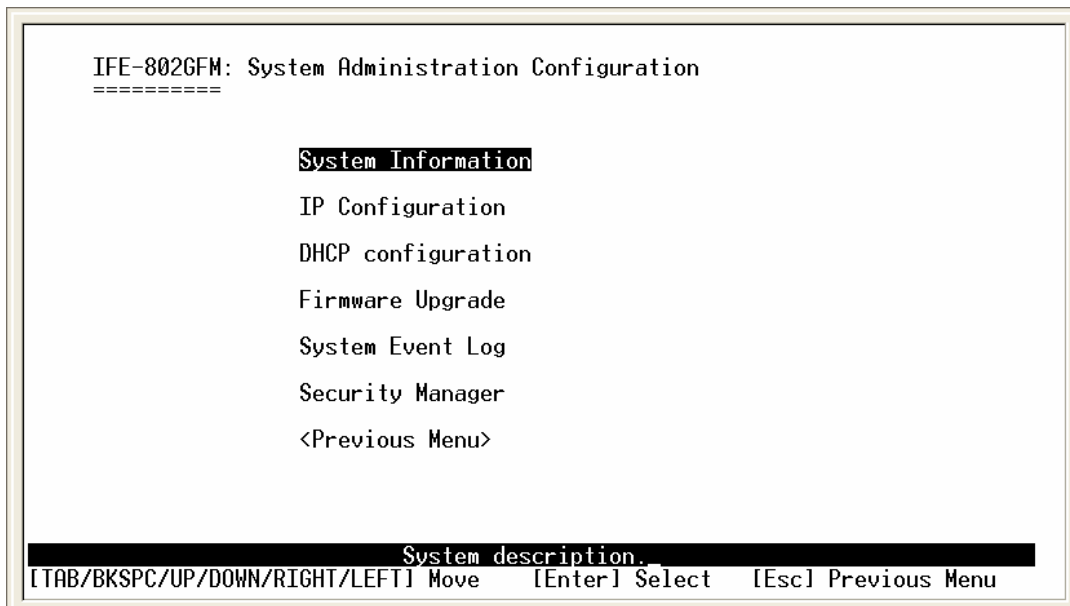 IFE-802GFM: System Administration Configuration
==========
System Information
IP Configuration
DHCP configuration
Firmware Upgrade
System Event Log
Security Manager
<Previous Menu>
System description._
[TAB/BKSPC/UP/DOWN/RIGHT/LEFT] Move [Enter] Select [Esc] Previous Menu